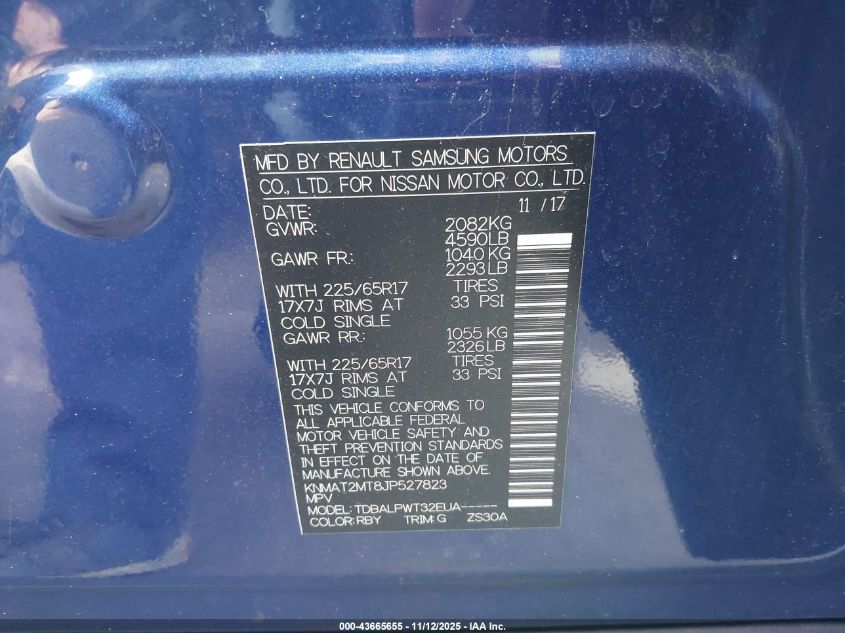 MFD BY RENAULT SAMSUNG MOTORS
CO., LTD. FOR NISSAN MOTOR CO., LTD.
DATE: 11 / 17
GVWR: 2082KG
4590LB
GAWR FR.: 1040 KG
2293 LB
WITH 225/65R17 TIRES
17X7J RIMS AT 33 PSI
COLD SINGLE
GAWR RR.: 1055 KG
2326 LB
WITH 225/65R17 TIRES
17X7J RIMS AT 33 PSI
COLD SINGLE
THIS VEHICLE CONFORMS TO
ALL APPLICABLE FEDERAL
MOTOR VEHICLE SAFETY AND
THEFT PREVENTION STANDARDS
IN EFFECT ON THE DATE OF
MANUFACTURE SHOWN ABOVE.
KNMAT2MT8JP527823
MPV
MODEL: TDBALPWT32EUA-----
COLOR: RBY TRIM: G ZS30A
000-43665655 - 11/12/2025 - IAA Inc.